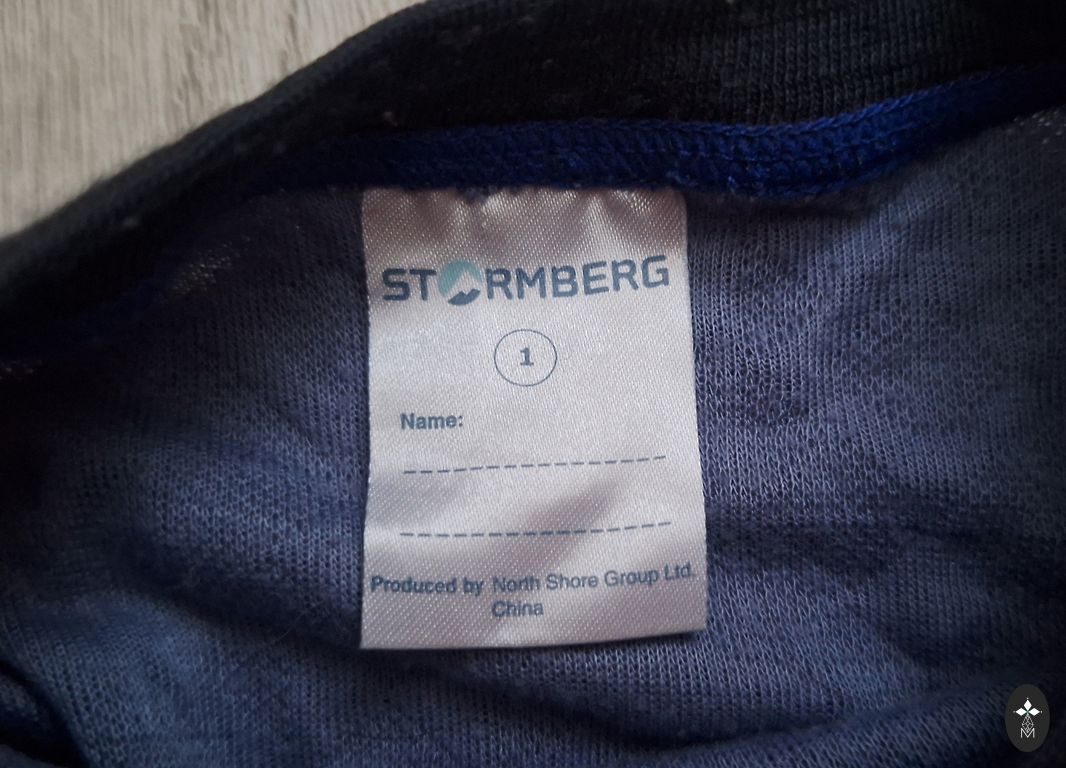 STORMBERG
1
Name:
Produced by North Shore Group Ltd.
China